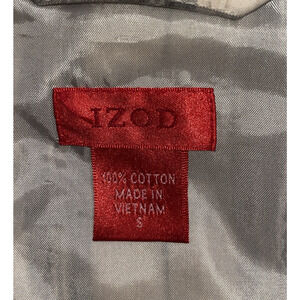 IZOD
100% COTTON
MADE IN
VIETNAM
S